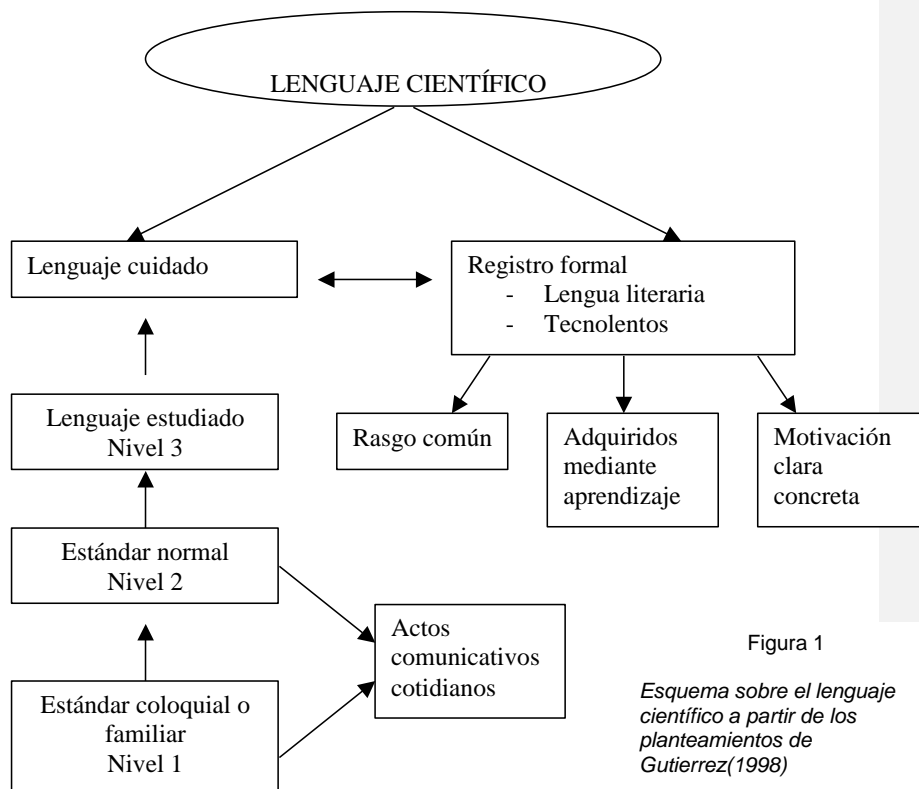 LENGUAJE CIENTÍFICO
Lenguaje cuidado
Registro formal
- Lengua literaria
- Tecnolentos
Lenguaje estudiado
Nivel 3
Rasgo común
Adquiridos
mediante
aprendizaje
Motivación
clara
concreta
Estándar normal
Nivel 2
Actos
comunicativos
cotidianos
Estándar coloquial o
familiar
Nivel 1
Figura 1
Esquema sobre el lenguaje
científico a partir de los
planteamientos de
Gutierrez(1998)